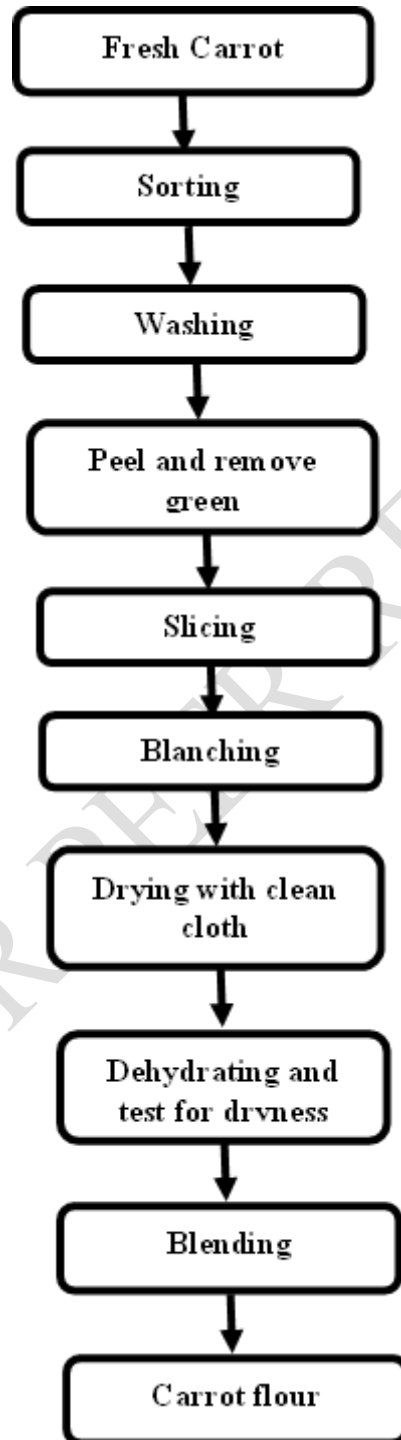 Fresh Carrot
Sorting
Washing
Peel and remove
green
Slicing
Blanching
Drying with clean
cloth
Dehydrating and
test for dryness
Blending
Carrot flour
R PEER R